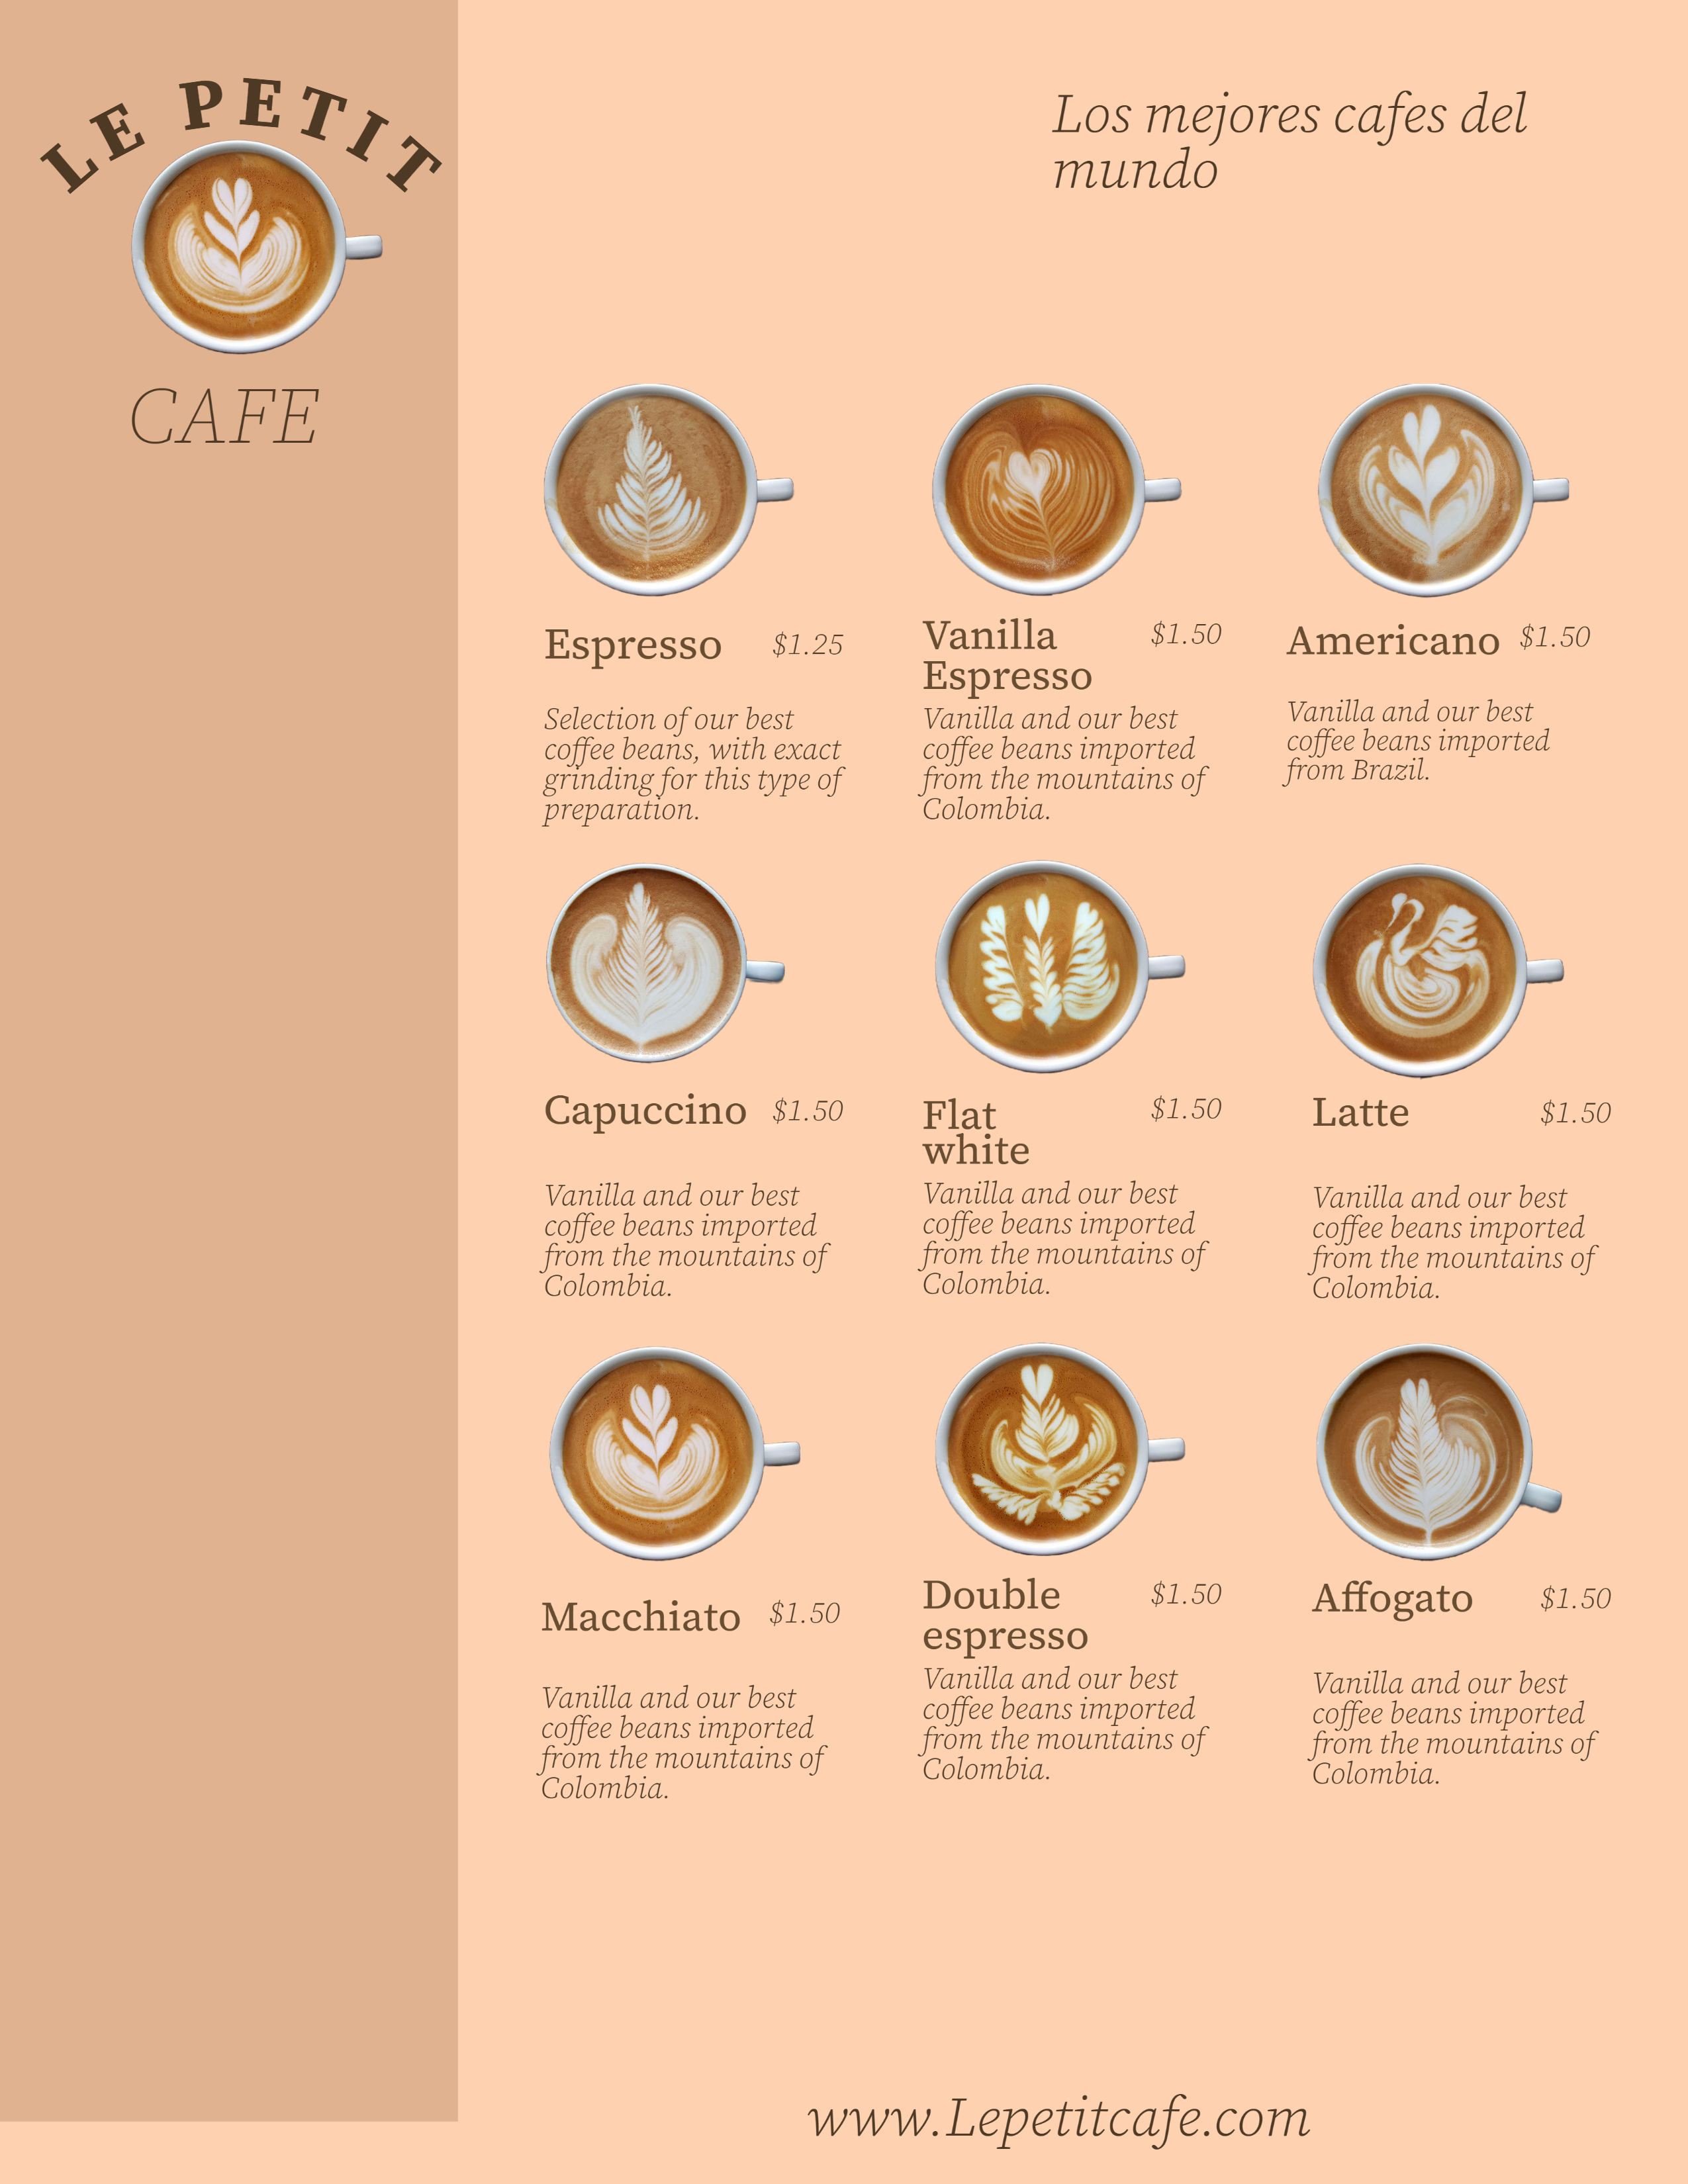 LE PETIT
CAFE
Los mejores cafes del
mundo
Espresso $1.25
Selection of our best
coffee beans, with exact
grinding for this type of
preparation.
Vanilla $1.50
Espresso
Vanilla and our best
coffee beans imported
from the mountains of
Colombia.
Americano $1.50
Vanilla and our best
coffee beans imported
from Brazil.
Capuccino $1.50
Vanilla and our best
coffee beans imported
from the mountains of
Colombia.
Flat $1.50
white
Vanilla and our best
coffee beans imported
from the mountains of
Colombia.
Latte $1.50
Vanilla and our best
coffee beans imported
from the mountains of
Colombia.
Macchiato $1.50
Vanilla and our best
coffee beans imported
from the mountains of
Colombia.
Double $1.50
espresso
Vanilla and our best
coffee beans imported
from the mountains of
Colombia.
Affogato $1.50
Vanilla and our best
coffee beans imported
from the mountains of
Colombia.
www.Lepetitcafe.com